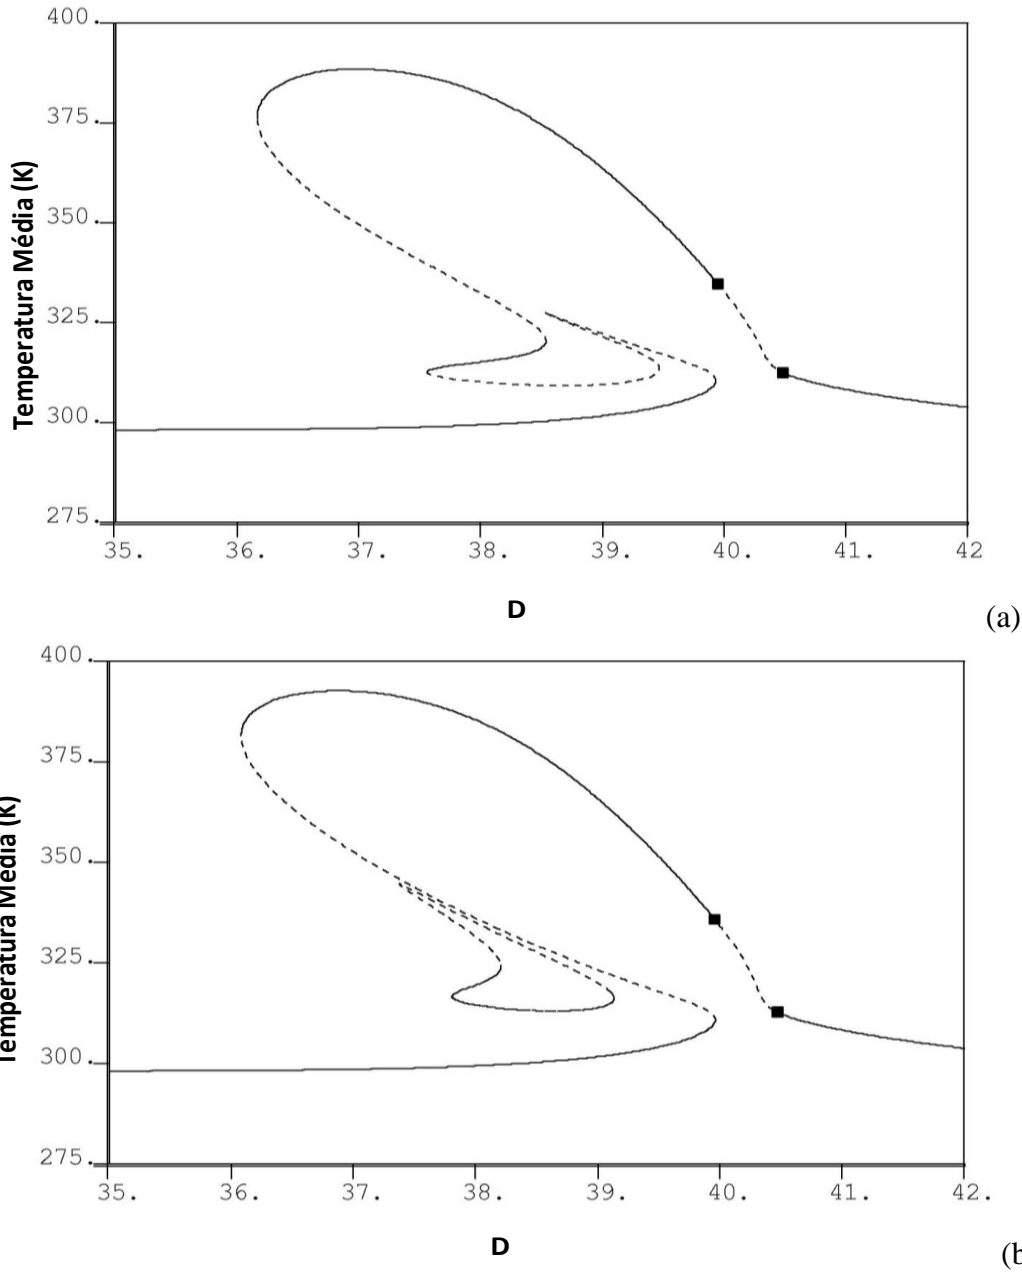 400.
375.
350.
325.
300.
275.
Temperatura Média (K)
35. 36. 37. 38. 39. 40. 41. 42
D
(a)
400.
375.
350.
325.
300.
275.
Temperatura Média (K)
35. 36. 37. 38. 39. 40. 41. 42.
D
(b